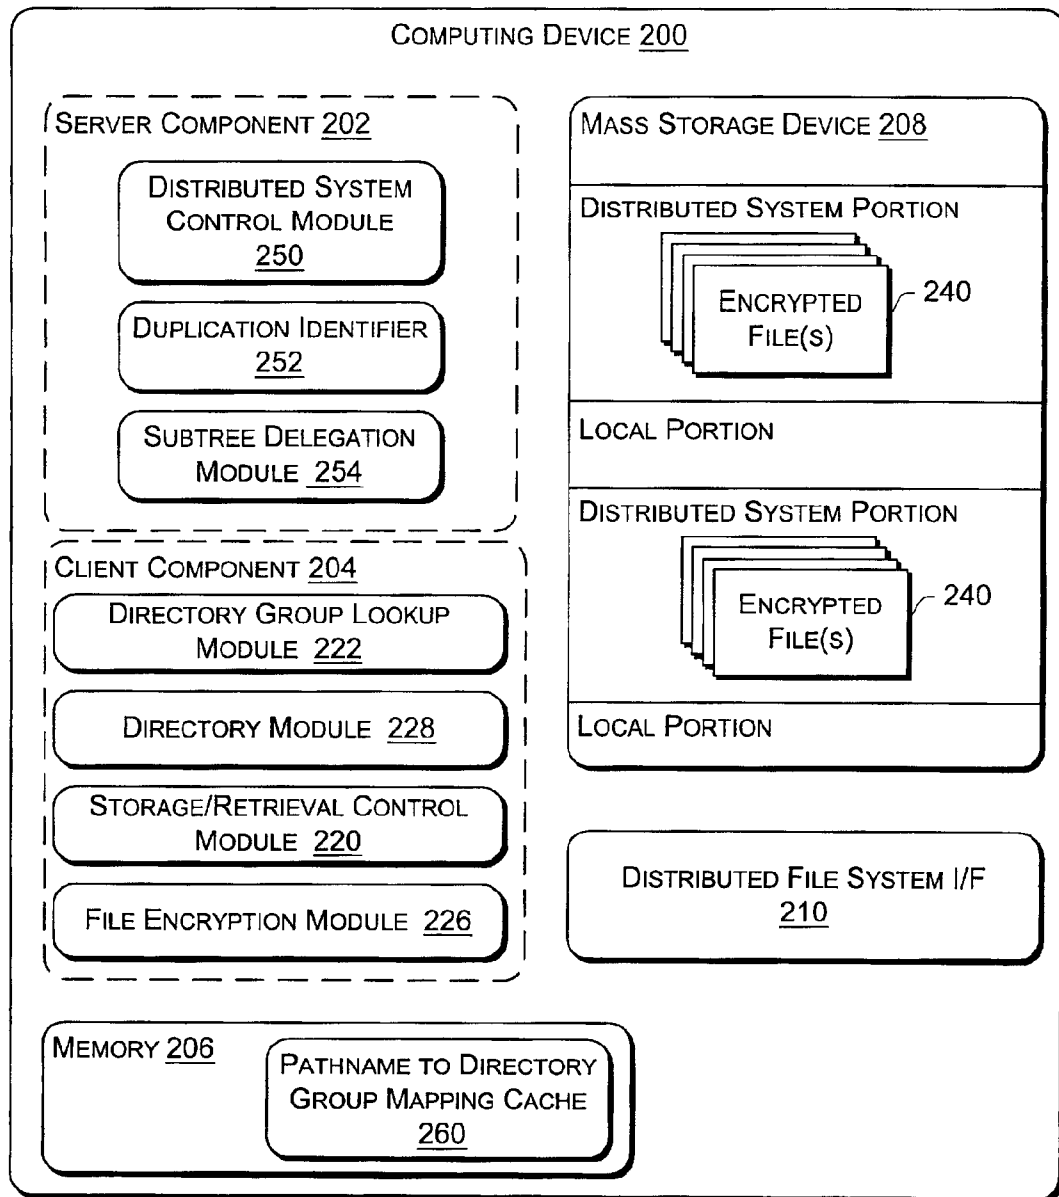 COMPUTING DEVICE 200
SERVER COMPONENT 202
DISTRIBUTED SYSTEM
CONTROL MODULE
250
DUPLICATION IDENTIFIER
252
SUBTREE DELEGATION
MODULE 254
CLIENT COMPONENT 204
DIRECTORY GROUP LOOKUP
MODULE 222
DIRECTORY MODULE 228
STORAGE/RETRIEVAL CONTROL
MODULE 220
FILE ENCRYPTION MODULE 226
MASS STORAGE DEVICE 208
DISTRIBUTED SYSTEM PORTION
ENCRYPTED
FILE(S)
240
LOCAL PORTION
DISTRIBUTED SYSTEM PORTION
ENCRYPTED
FILE(S)
240
LOCAL PORTION
DISTRIBUTED FILE SYSTEM I/F
210
MEMORY 206
PATHNAME TO DIRECTORY
GROUP MAPPING CACHE
260